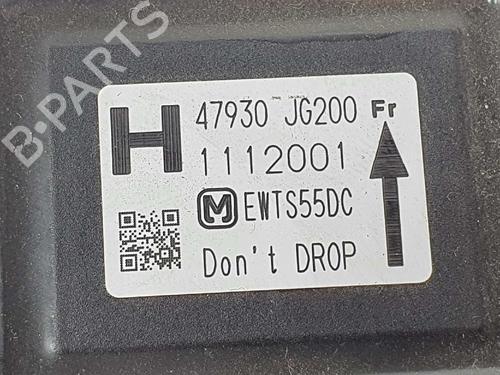 H 47930 JG200 Fr
1112001
M EWTS55DC
Don't DROP
B-PARTS